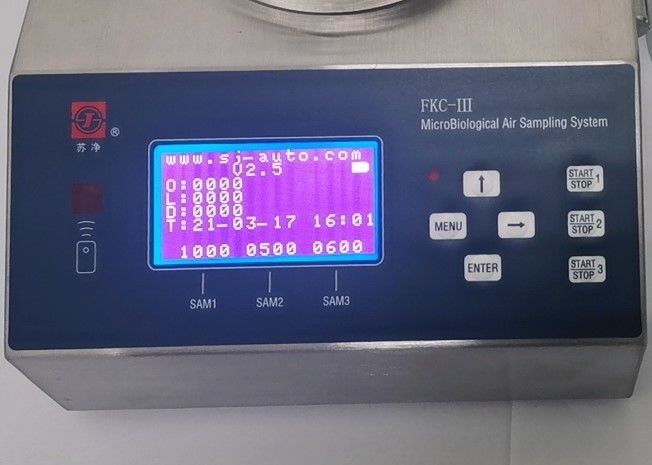 FKC-III
MicroBiological Air Sampling System
®
苏净
www.sj-auto.com
V2.5
O:0000
L:0000
D:0000
T:21-03-17 16:01
1000 0500 0600
SAM1 SAM2 SAM3
MENU
ENTER
START STOP 1
START STOP 2
START STOP 3